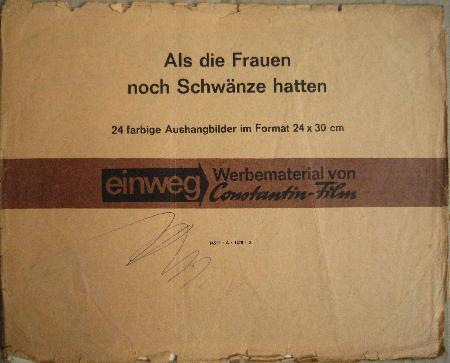 Als die Frauen
noch Schwänze hatten
24 farbige Aushangbilder im Format 24 x 30 cm
einweg
Werbematerial von
Constantin-Film